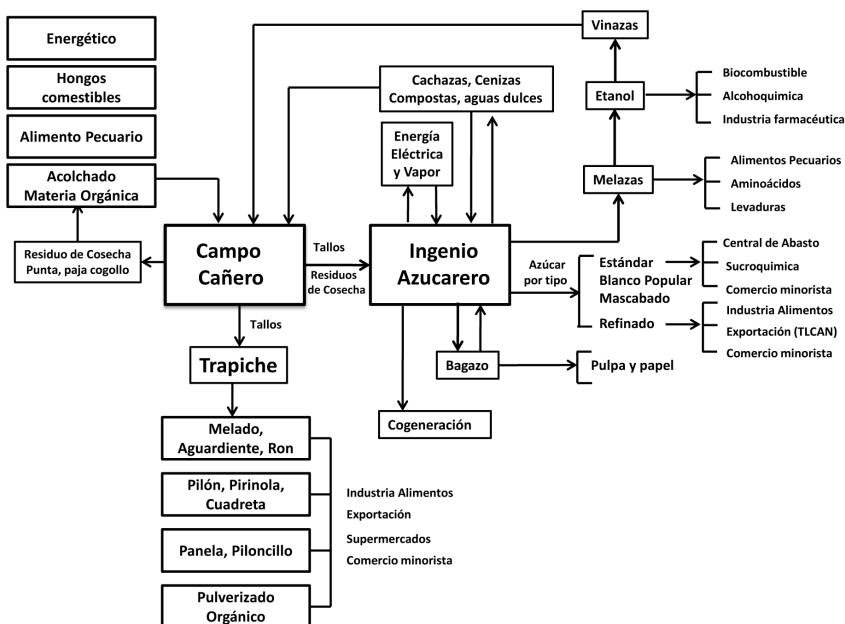 Energético
Hongos
comestibles
Alimento Pecuario
Acolchado
Materia Orgánica
Residuo de Cosecha
Punta, paja cogollo
Campo
Cañero
Tallos
Residuos
de Cosecha
Cachazas, Cenizas
Compostas, aguas dulces
Energía
Eléctrica
y Vapor
Ingenio
Azucarero
Vinazas
Etanol
Biocombustible
Alcohoquimica
Industria farmacéutica
Melazas
Alimentos Pecuarios
Aminoácidos
Levaduras
Azúcar
por tipo
Estándar
Blanco Popular
Mascabado
Refinado
Central de Abasto
Sucroquimica
Comercio minorista
Industria Alimentos
Exportación (TLCAN)
Comercio minorista
Bagazo
Pulpa y papel
Cogeneración
Tallos
Trapiche
Melado,
Aguardiente, Ron
Pilón, Pirinola,
Cuadreta
Panela, Piloncillo
Pulverizado
Orgánico
Industria Alimentos
Exportación
Supermercados
Comercio minorista